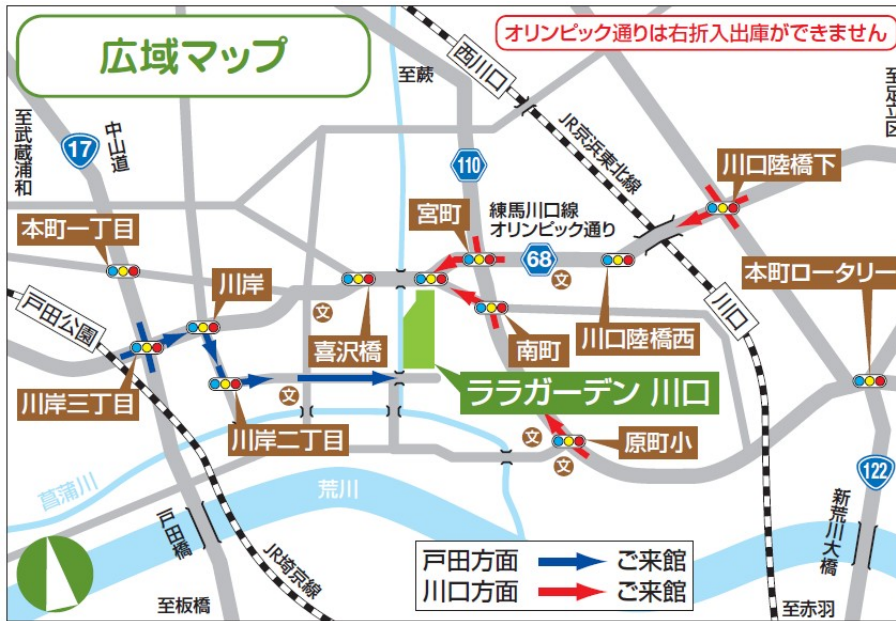 広域マップ
オリンピック通りは右折入出庫ができません
至蕨
西川口
至足立区
至武蔵浦和
17
中山道
JR京浜東北線
110
川口陸橋下
宮町
練馬川口線
オリンピック通り
68
本町一丁目
本町ロータリー
川岸
文
戸田公園
喜沢橋
南町
川口陸橋西
川口
文
川岸三丁目
文
ララガーデン 川口
川岸二丁目
文
原町小
文
菖蒲川
荒川
122
戸田橋
新荒川大橋
JR埼京線
戸田方面 ご来館
川口方面 ご来館
至板橋
至赤羽